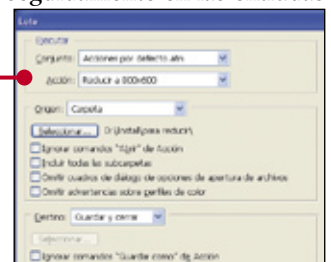 Lote
Ejecutar
Conjunto: Acciones por defecto.atn
Acción: Reducir a 800x600
Origen: Carpeta
Seleccionar...
Ignorar comandos "Abrir" de Acción
Incluir todas las subcarpetas
Omitir cuadros de diálogo de opciones de apertura de archivos
Omitir advertencias sobre perfiles de color
Destino: Guardar y cerrar
Seleccionar...
Ignorar comandos "Guardar como" de Acción